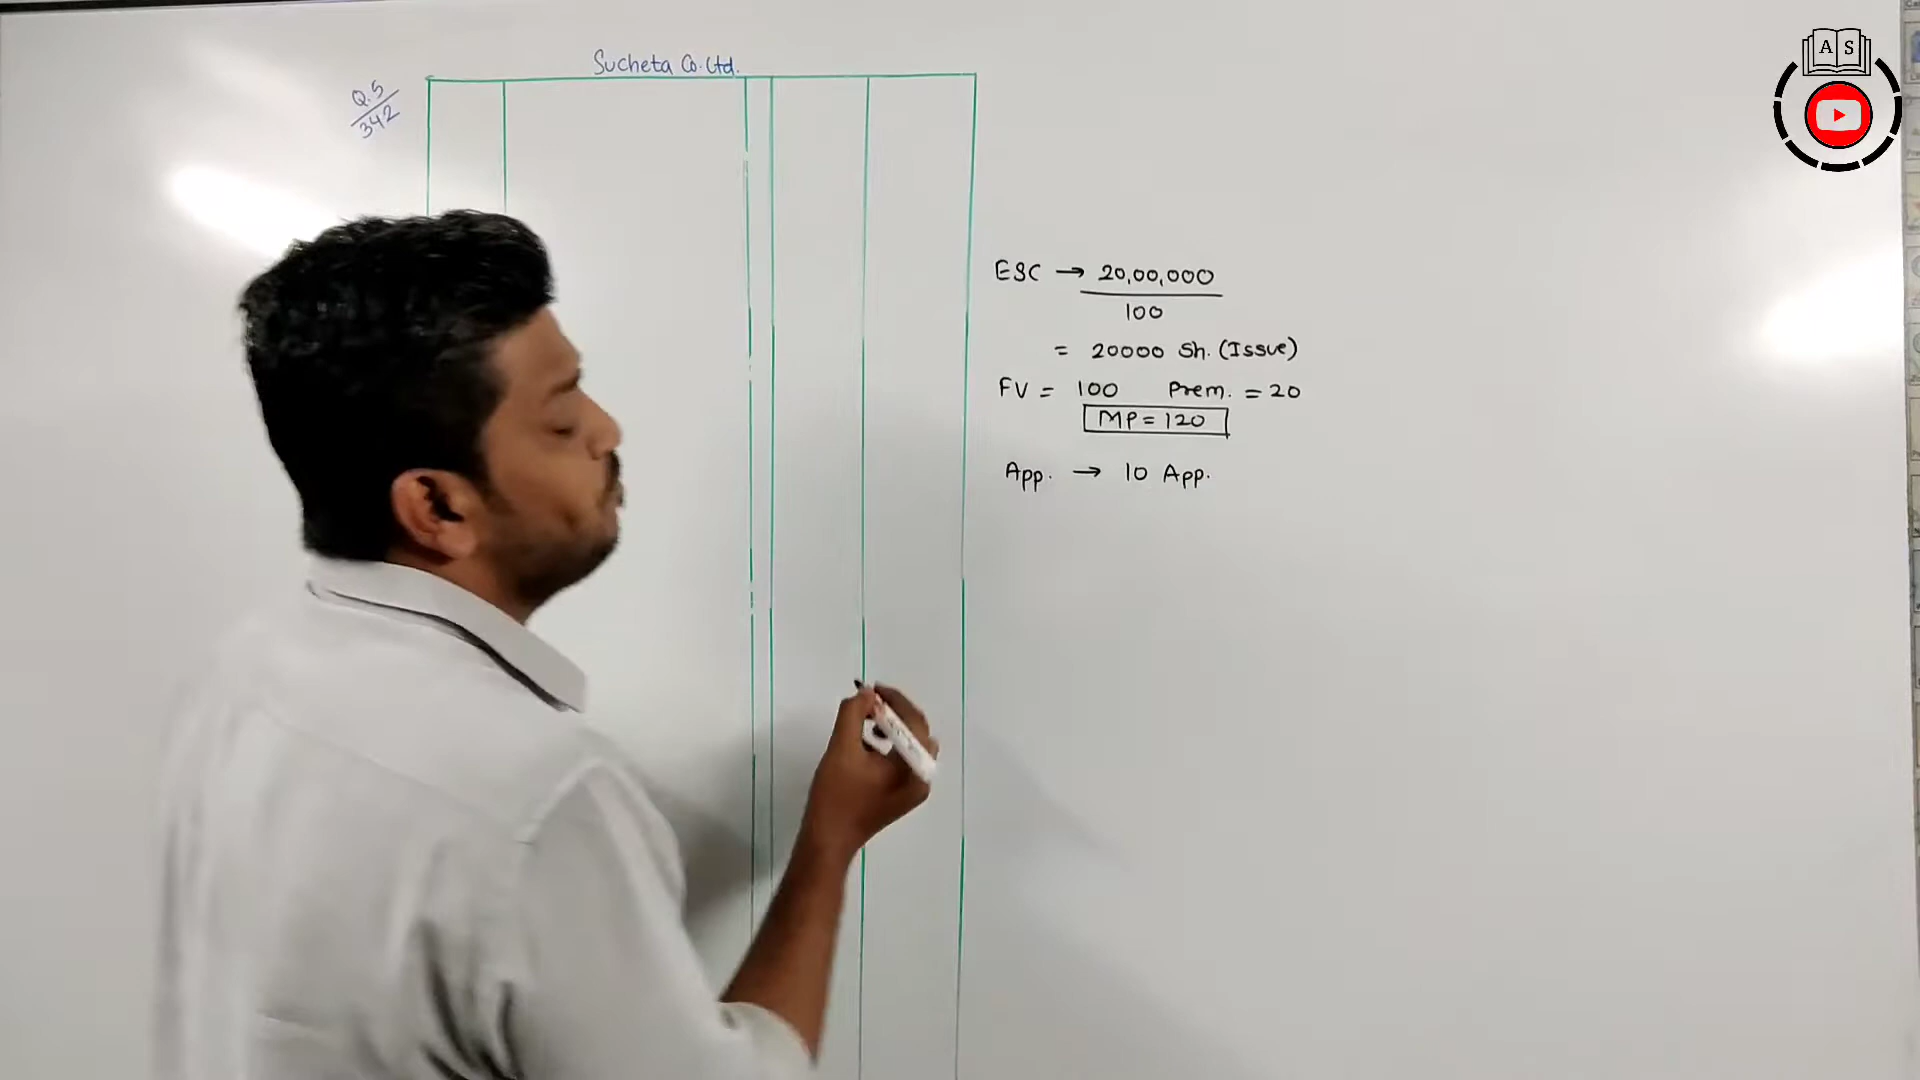 Sucheta Co. Ltd.
Q.5
342
ESC → 20,00,000
100
= 20000 Sh. (Issue)
FV = 100 Prem. = 20
MP = 120
App. → 10 App.
A S